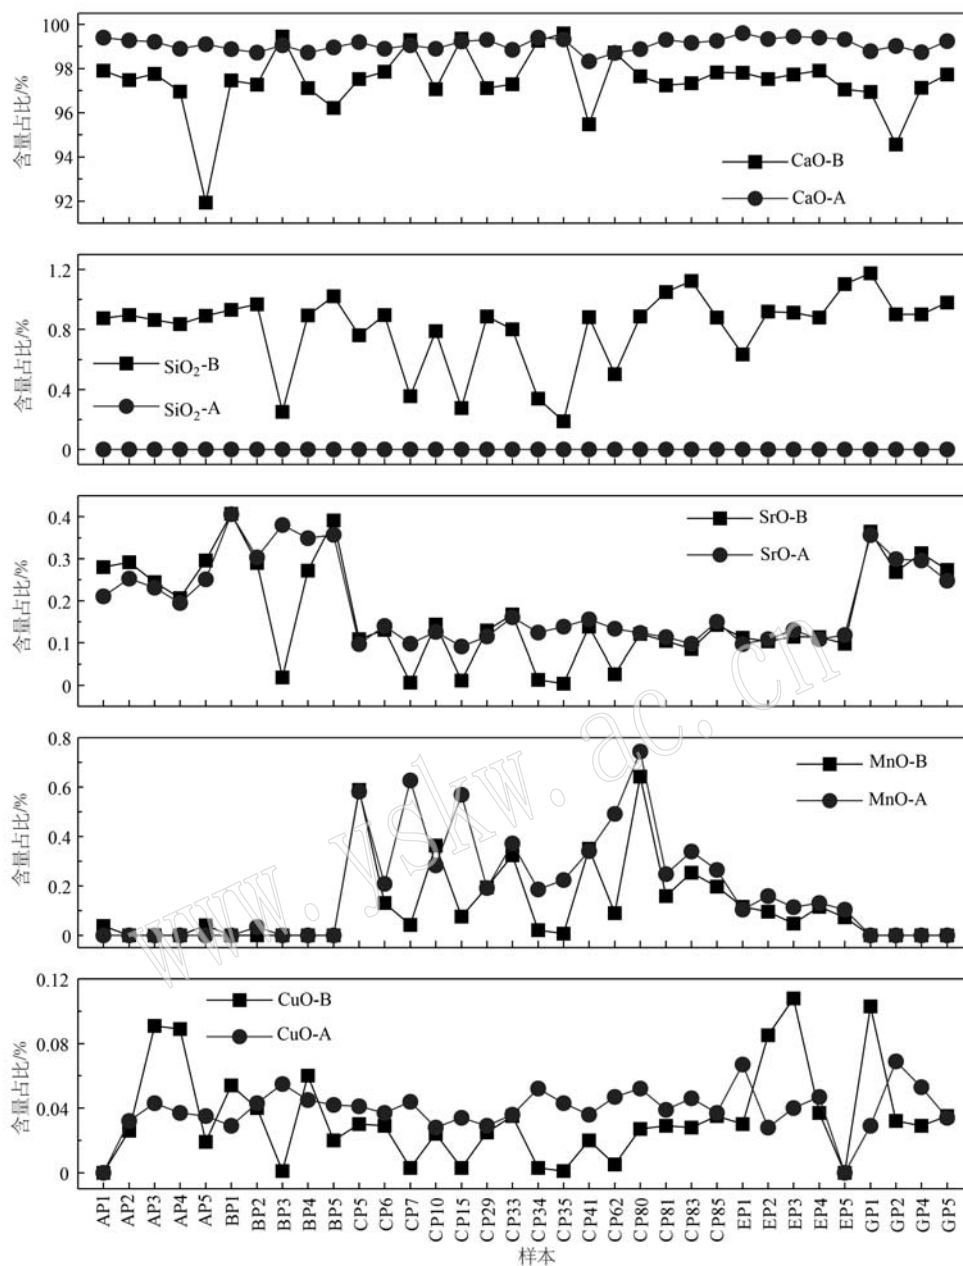 100
98
96
94
92
含量占比/%
CaO-B
CaO-A
1.2
0.8
0.4
0
含量占比/%
SiO₂-B
SiO₂-A
0.4
0.3
0.2
0.1
0
含量占比/%
SrO-B
SrO-A
0.8
0.6
0.4
0.2
0
含量占比/%
MnO-B
MnO-A
0.12
0.08
0.04
0
含量占比/%
CuO-B
CuO-A
AP1 AP2 AP3 AP4 AP5 BP1 BP2 BP3 BP4 BP5 CP5 CP6 CP7 CP10 CP15 CP29 CP33 CP34 CP35 CP41 CP62 CP80 CP81 CP83 CP85 EP1 EP2 EP3 EP4 EP5 GP1 GP2 GP4 GP5
样本
www.yskw.ac.cn